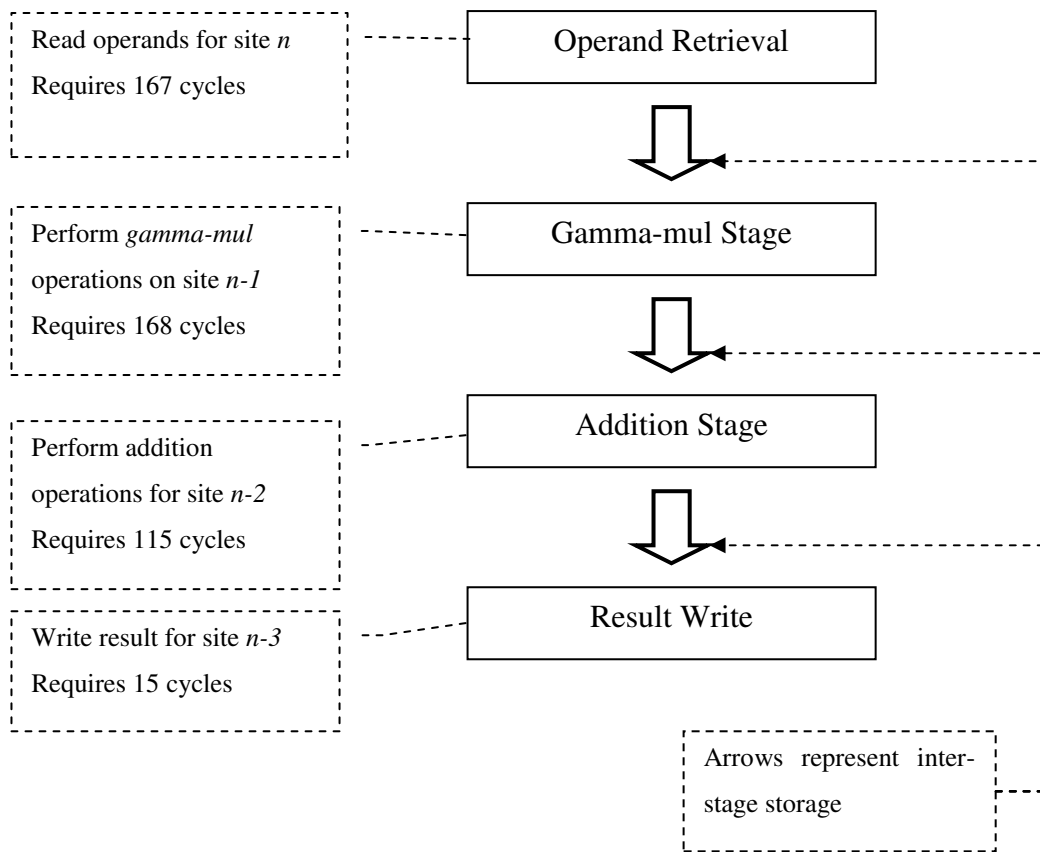 Read operands for site n
Requires 167 cycles
Operand Retrieval
Perform gamma-mul
operations on site n-1
Requires 168 cycles
Gamma-mul Stage
Perform addition
operations for site n-2
Requires 115 cycles
Addition Stage
Write result for site n-3
Requires 15 cycles
Result Write
Arrows represent inter-
stage storage